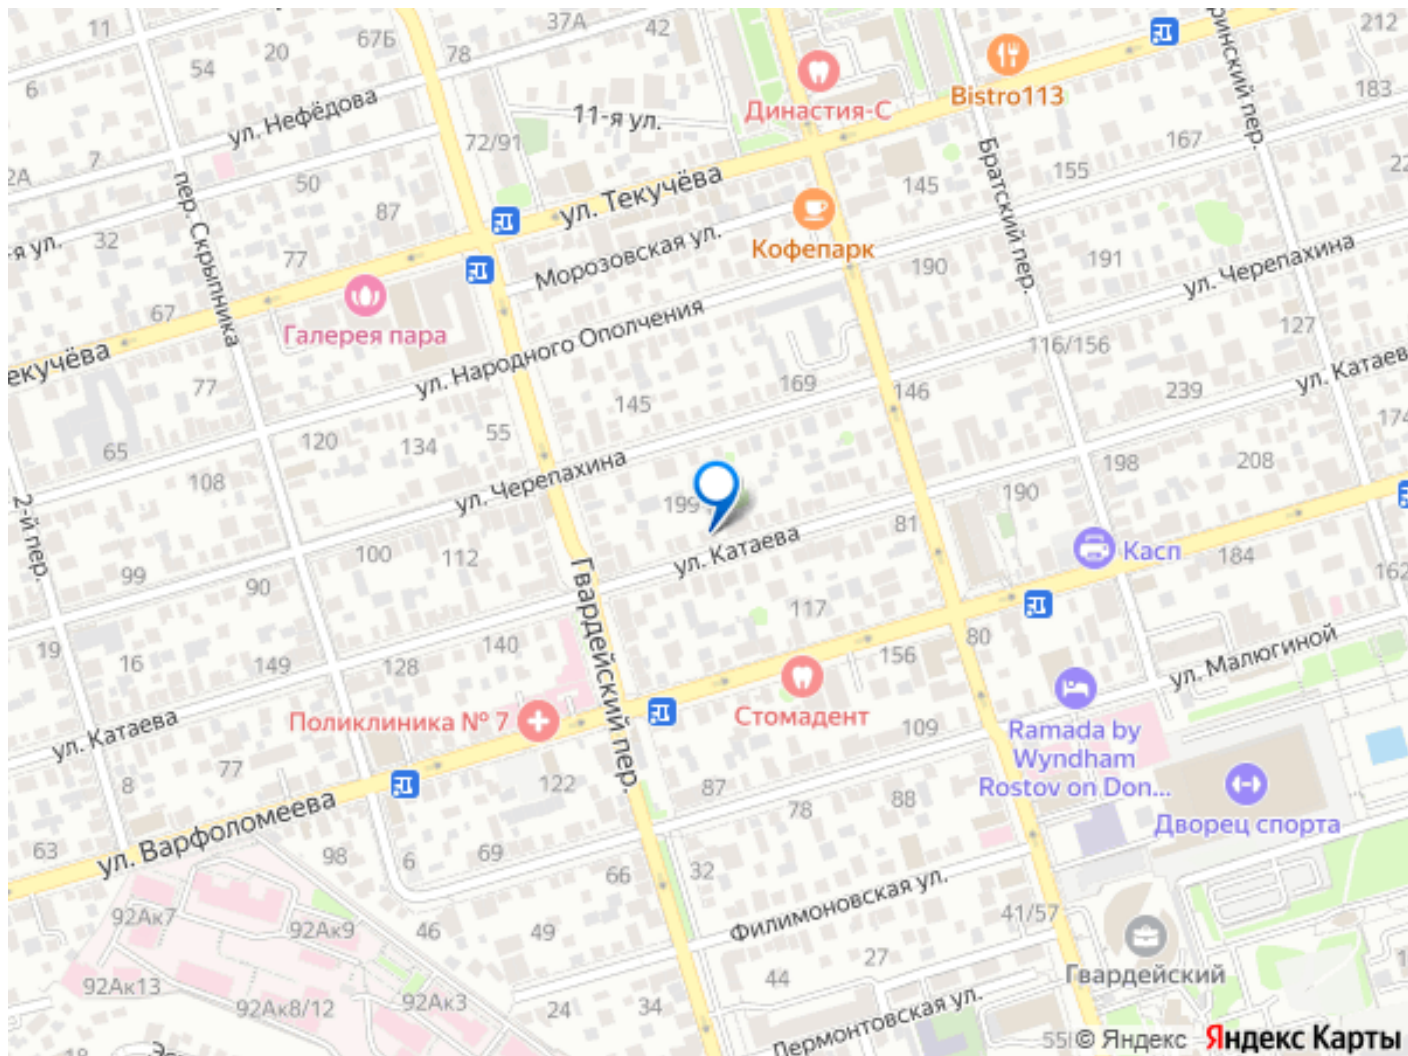 11
67Б
37А
42
212
20
78
54
6
Bistro113
Династия-С
183
ул. Нефёдова
11-я ул.
72/91
167
7
2А
50
155
пер. Скрыпника
ул. Текучёва
145
Братский пер.
87
32
Морозовская ул.
Кофепарк
77
190
191
ул. Черепахина
67
Галерея пара
ул. Народного Ополчения
127
116/156
77
169
146
239
ул. Катаев
145
174
120
134
55
65
108
ул. Черепахина
198
208
2-й пер.
199
190
81
ул. Катаева
Касп
184
100
112
99
90
162
Гвардейский пер.
117
19
16
149
140
128
80
156
ул. Малюгиной
Поликлиника № 7
Стомадент
109
Ramada by
Wyndham
Rostov on Don...
ул. Катаева
77
8
122
87
78
88
Дворец спорта
ул. Варфоломеева
63
98
6
69
66
32
Филимоновская ул.
41/57
92Ак7
92Ак9
46
49
27
Гвардейский
44
92Ак13
92Ак8/12
92Ак3
24
34
Лермонтовская ул.
© Яндекс
Яндекс Карты